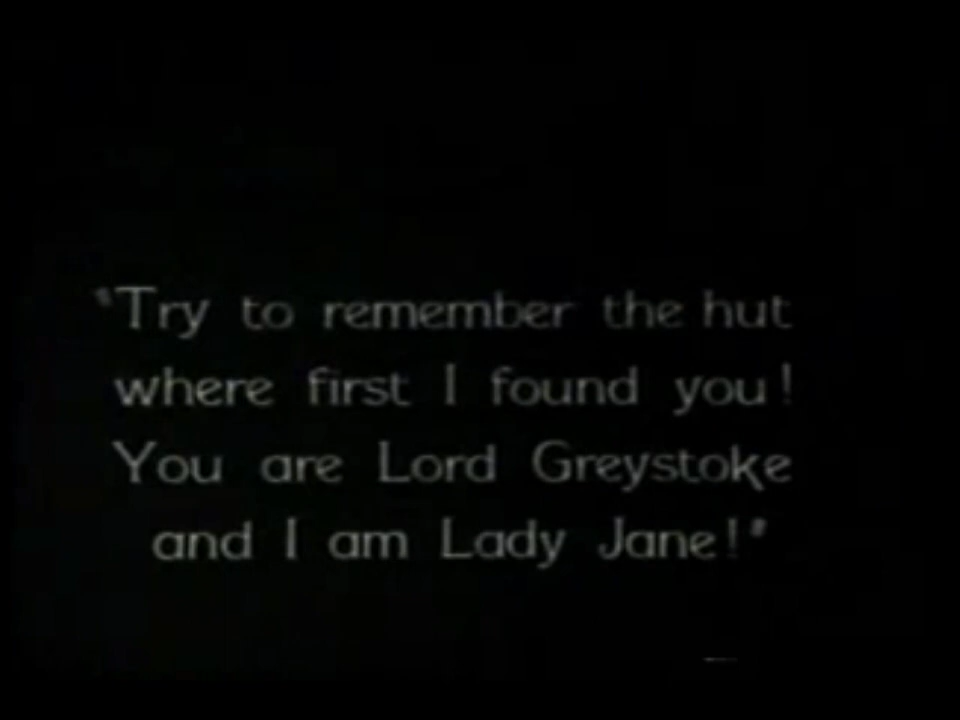 "Try to remember the hut
where first I found you!
You are Lord Greystoke
and I am Lady Jane!"